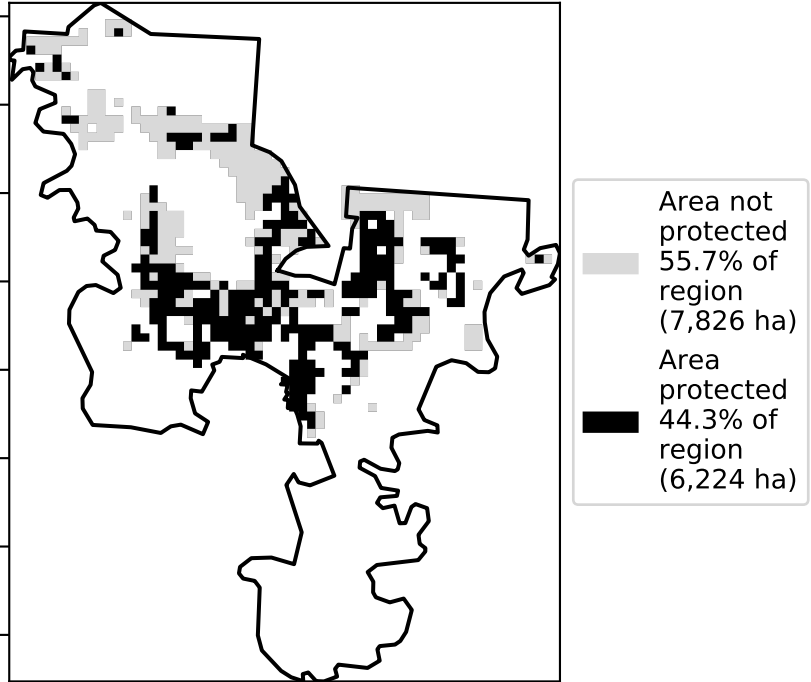 Area not
protected
55.7% of
region
(7,826 ha)
Area
protected
44.3% of
region
(6,224 ha)